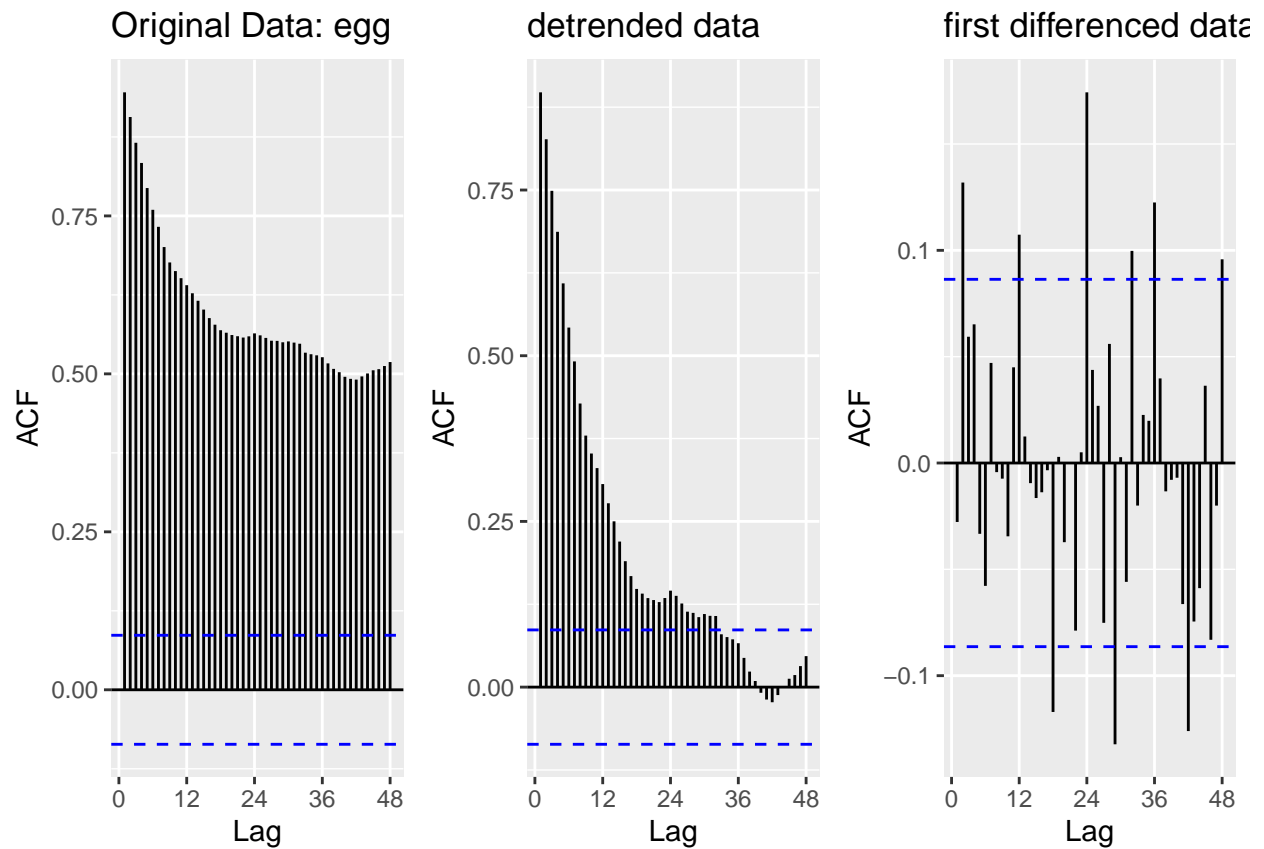 Original Data: egg
detrended data
first differenced data
ACF
0.75
0.50
0.25
0.00
0
12
24
36
48
Lag
ACF
0.75
0.50
0.25
0.00
0
12
24
36
48
Lag
ACF
0.1
0.0
−0.1
0
12
24
36
48
Lag